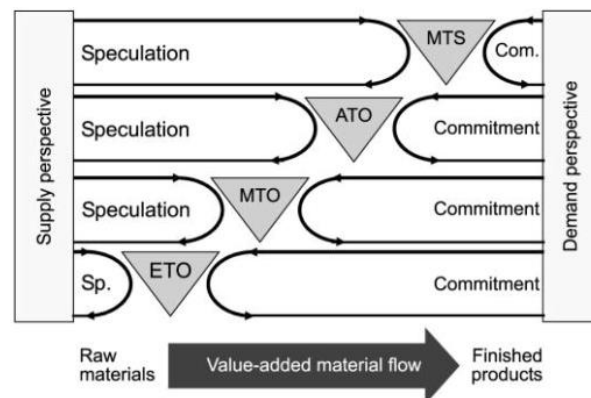 Supply perspective
Speculation
MTS
Com.
Speculation
ATO
Commitment
Speculation
MTO
Commitment
Sp.
ETO
Commitment
Demand perspective
Raw
materials
Value-added material flow
Finished
products